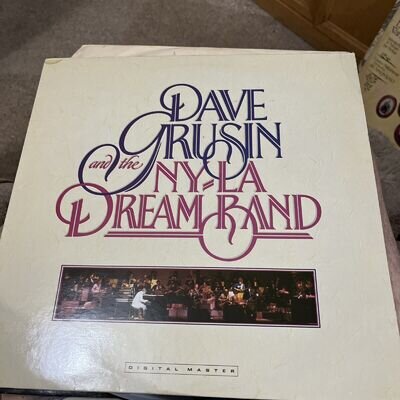 DAVE
GRUSIN
and the
NY-LA
DREAM BAND
DIGITAL MASTER